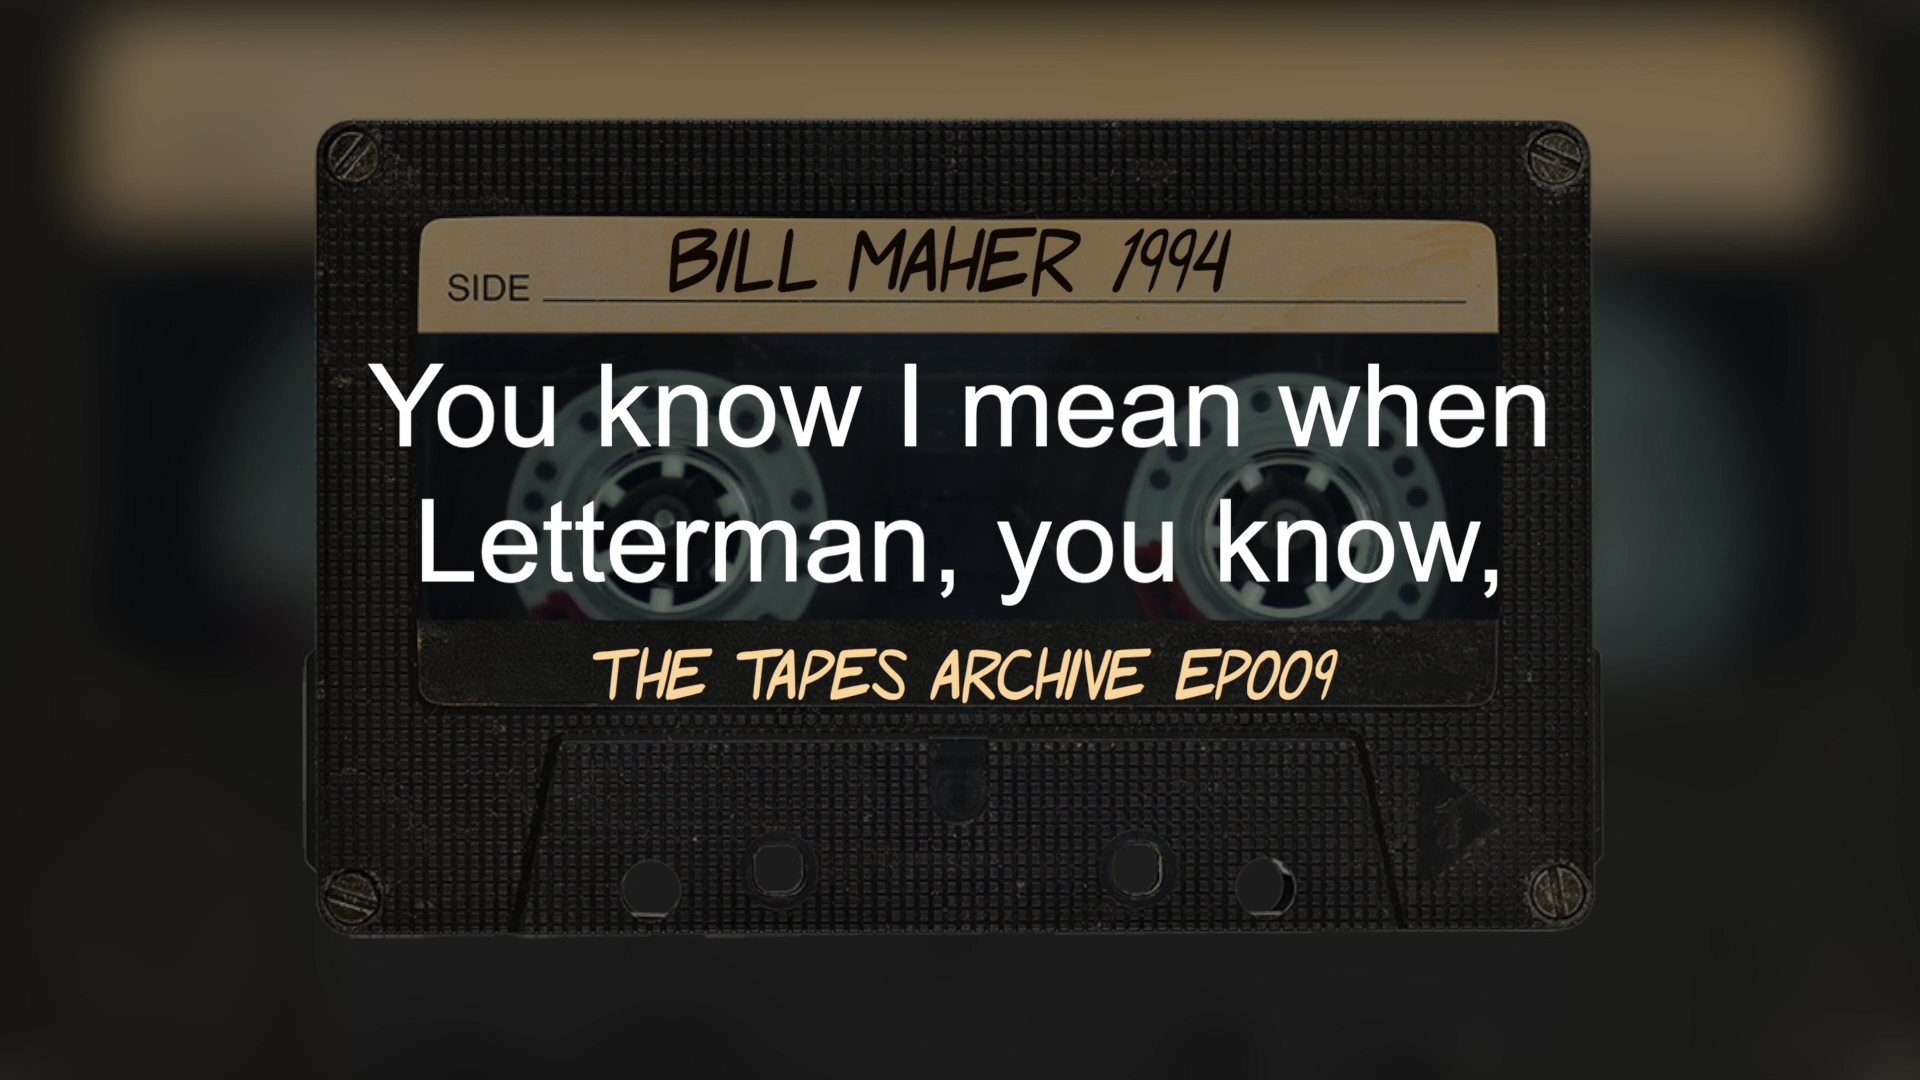 BILL MAHER 1994
SIDE
You know I mean when
Letterman, you know,
THE TAPES ARCHIVE EP009